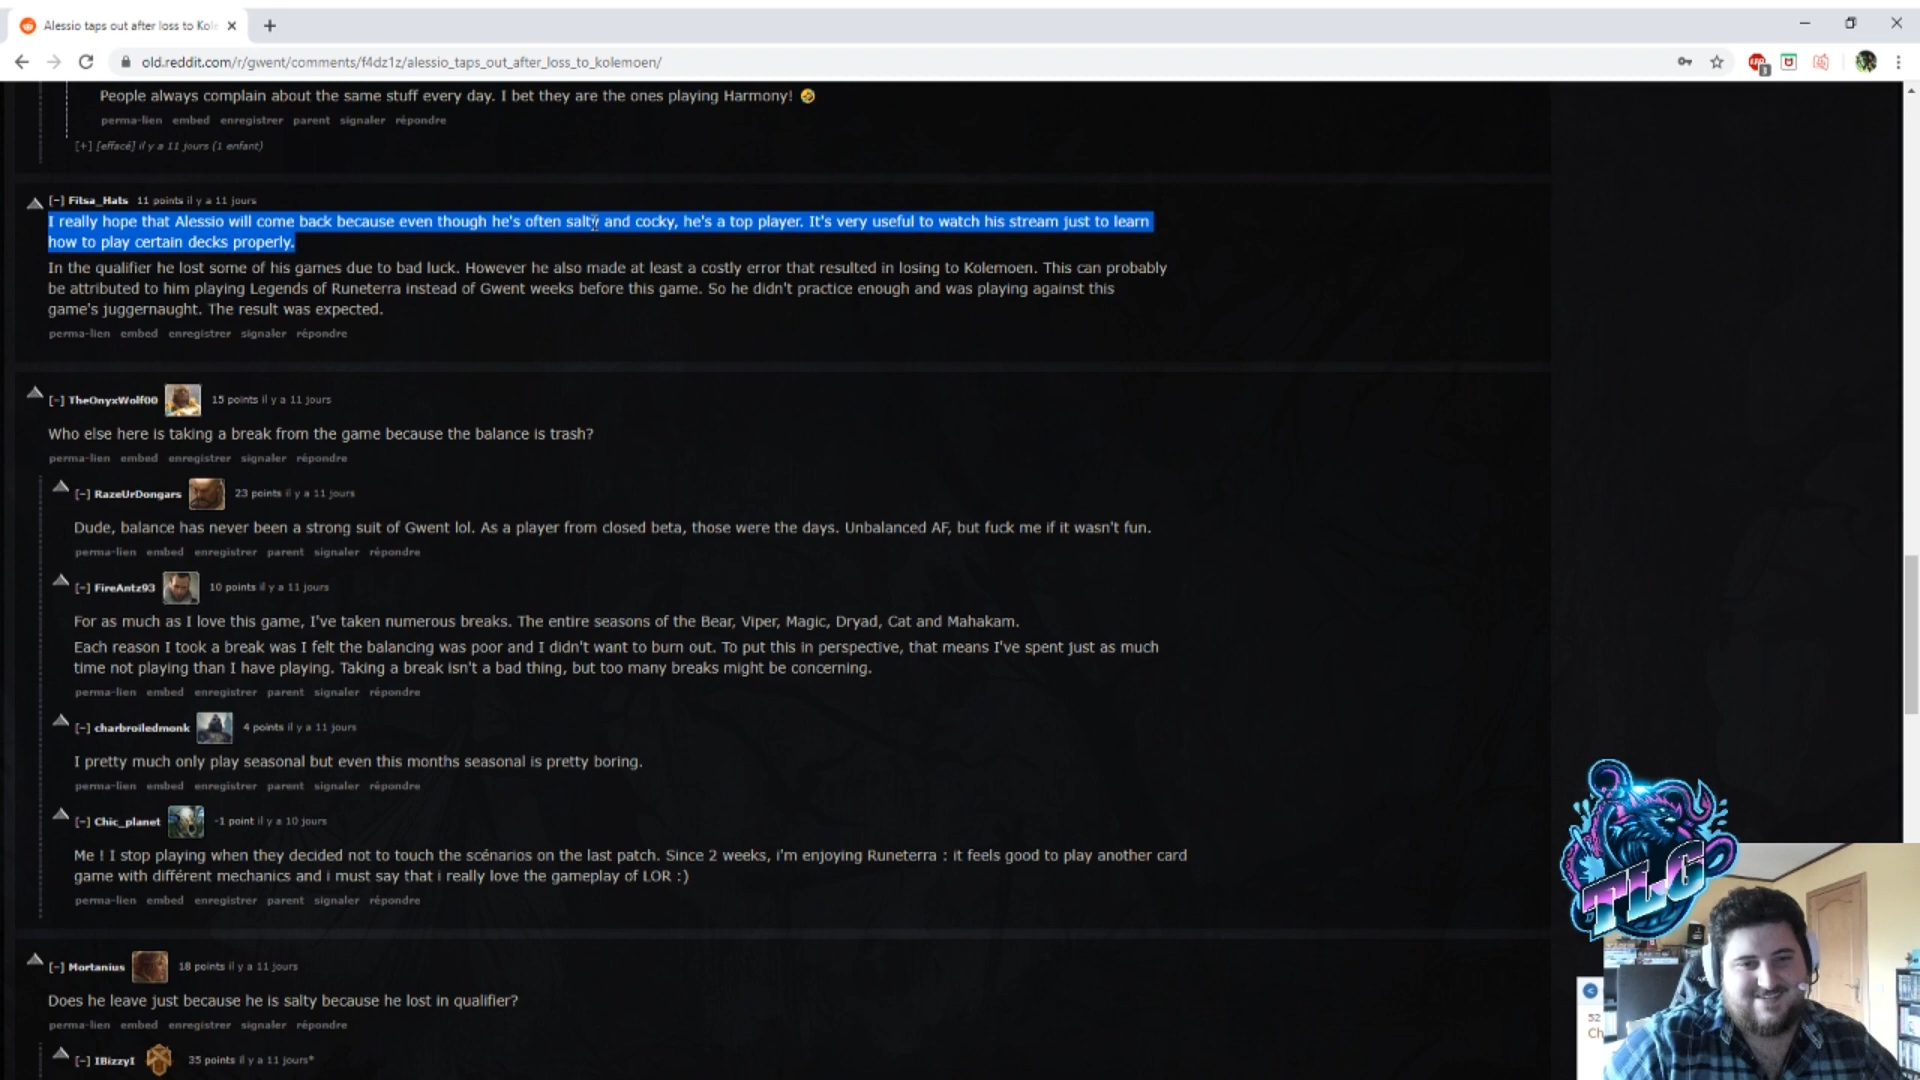 Alessio taps out after loss to Kole
old.reddit.com/r/gwent/comments/f4dz1z/alessio_taps_out_after_loss_to_kolemoen/
People always complain about the same stuff every day. I bet they are the ones playing Harmony! 🤣
perma-lien embed enregistrer parent signaler répondre
[+] [effacé] il y a 11 jours (1 enfant)
[–] Fitsa_Hats 11 points il y a 11 jours
I really hope that Alessio will come back because even though he's often salty and cocky, he's a top player. It's very useful to watch his stream just to learn
how to play certain decks properly.
In the qualifier he lost some of his games due to bad luck. However he also made at least a costly error that resulted in losing to Kolemoen. This can probably
be attributed to him playing Legends of Runeterra instead of Gwent weeks before this game. So he didn't practice enough and was playing against this
game's juggernaught. The result was expected.
perma-lien embed enregistrer signaler répondre
[–] TheOnyxWolf00 15 points il y a 11 jours
Who else here is taking a break from the game because the balance is trash?
perma-lien embed enregistrer signaler répondre
[–] RazeUrDongars 23 points il y a 11 jours
Dude, balance has never been a strong suit of Gwent lol. As a player from closed beta, those were the days. Unbalanced AF, but fuck me if it wasn't fun.
perma-lien embed enregistrer parent signaler répondre
[–] FireAntz93 10 points il y a 11 jours
For as much as I love this game, I've taken numerous breaks. The entire seasons of the Bear, Viper, Magic, Dryad, Cat and Mahakam.
Each reason I took a break was I felt the balancing was poor and I didn't want to burn out. To put this in perspective, that means I've spent just as much
time not playing than I have playing. Taking a break isn't a bad thing, but too many breaks might be concerning.
perma-lien embed enregistrer parent signaler répondre
[–] charbroiledmonk 4 points il y a 11 jours
I pretty much only play seasonal but even this months seasonal is pretty boring.
perma-lien embed enregistrer parent signaler répondre
[–] Chic_planet -1 point il y a 10 jours
Me ! I stop playing when they decided not to touch the scénarios on the last patch. Since 2 weeks, i'm enjoying Runeterra : it feels good to play another card
game with différent mechanics and i must say that i really love the gameplay of LOR :)
perma-lien embed enregistrer parent signaler répondre
[–] Mortanius 18 points il y a 11 jours
Does he leave just because he is salty because he lost in qualifier?
perma-lien embed enregistrer signaler répondre
[–] IBizzyI 35 points il y a 11 jours*
TLG
52
Ch